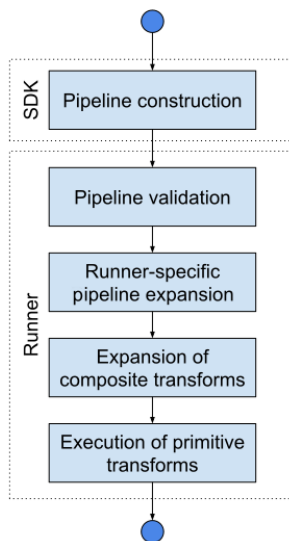 SDK
Pipeline construction
Runner
Pipeline validation
Runner-specific
pipeline expansion
Expansion of
composite transforms
Execution of primitive
transforms